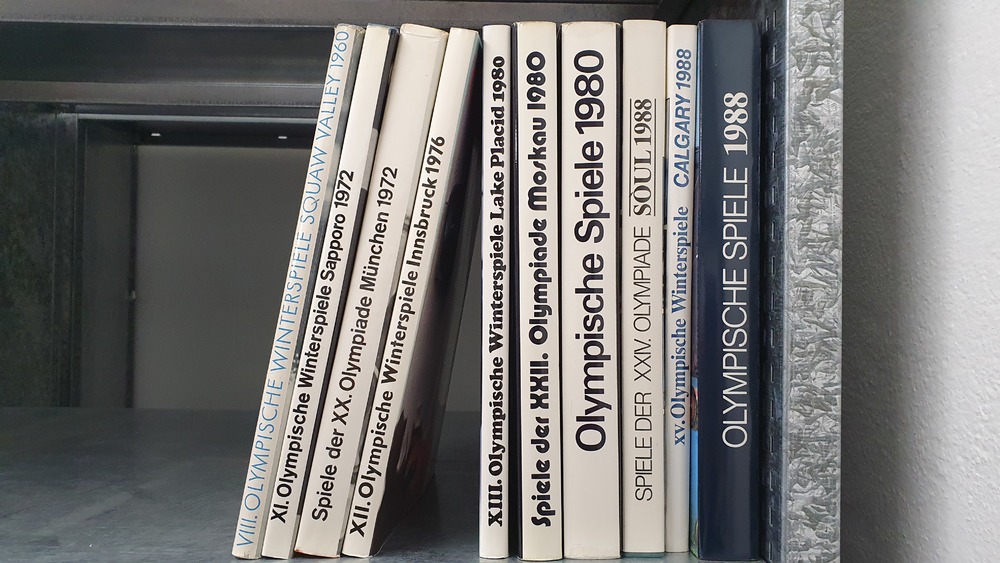 VIII. OLYMPISCHE WINTERSPIELE SQUAW VALLEY 1960
XI. Olympische Winterspiele Sapporo 1972
Spiele der XX. Olympiade München 1972
XII. Olympische Winterspiele Innsbruck 1976
XIII. Olympische Winterspiele Lake Placid 1980
Spiele der XXII. Olympiade Moskau 1980
Olympische Spiele 1980
SPIELE DER XXIV. OLYMPIADE SOUL 1988
XV. Olympische Winterspiele CALGARY 1988
OLYMPISCHE SPIELE 1988